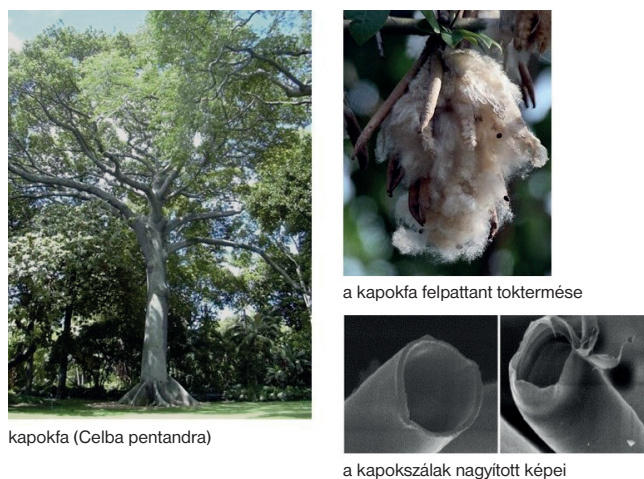 a kapokfa felpattant toktermése
kapokfa (Celba pentandra)
a kapokszálak nagyított képei